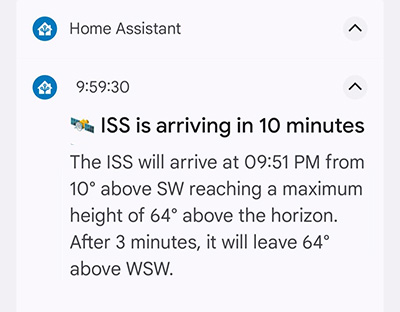 Home Assistant
9:59:30
🛰️ ISS is arriving in 10 minutes
The ISS will arrive at 09:51 PM from
10° above SW reaching a maximum
height of 64° above the horizon.
After 3 minutes, it will leave 64°
above WSW.